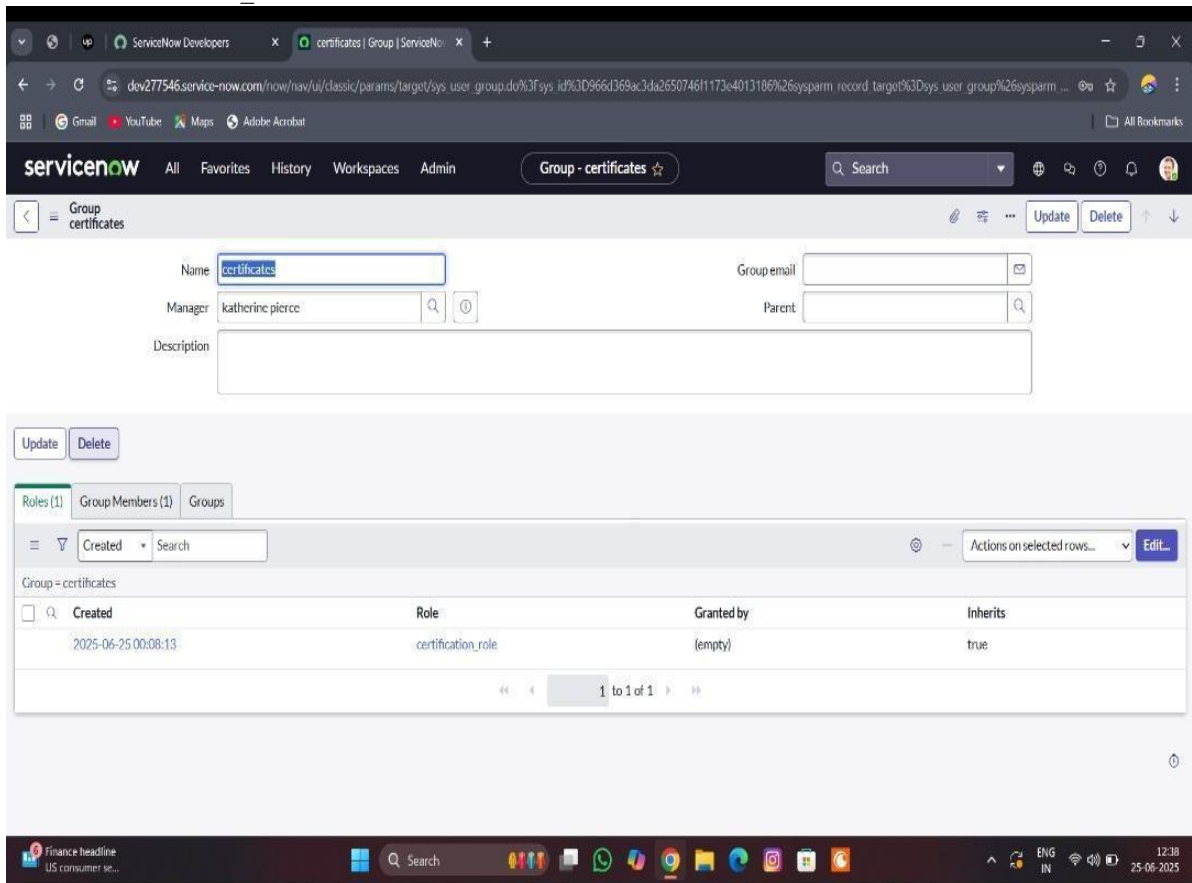 ServiceNow Developers
certificates | Group | ServiceNo
dev277546.service-now.com/now/nav/ui/classic/params/target/sys_user_group.do%3Fsys_id%3D966d369ac3da2650746f1173e4013186%26sysparm_record_target%3Dsys_user_group%26sysparm_...
Gmail YouTube Maps Adobe Acrobat All Bookmarks
servicenow All Favorites History Workspaces Admin Group - certificates Search
Group
certificates
Update Delete
Name certificates Group email
Manager katherine pierce Parent
Description
Update Delete
Roles (1) Group Members (1) Groups
Created Search Actions on selected rows... Edit...
Group = certificates
Created Role Granted by Inherits
2025-06-25 00:08:13 certification_role (empty) true
1 to 1 of 1
Finance headline
US consumer se...
Search
ENG
IN
12:38
25-06-2025